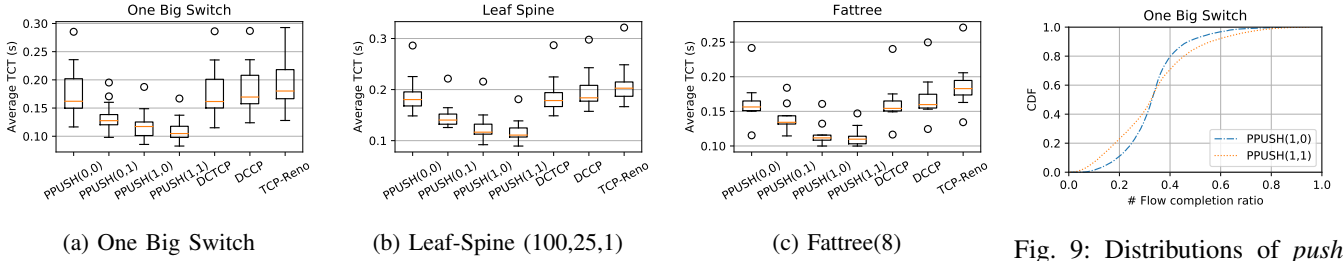 One Big Switch
Average TCT (s)
0.30
0.25
0.20
0.15
0.10
PPUSH(0,0)
PPUSH(0,1)
PPUSH(1,0)
PPUSH(1,1)
DCTCP
DCCP
TCP-Reno
(a) One Big Switch
Leaf Spine
Average TCT (s)
0.3
0.2
0.1
PPUSH(0,0)
PPUSH(0,1)
PPUSH(1,0)
PPUSH(1,1)
DCTCP
DCCP
TCP-Reno
(b) Leaf-Spine (100,25,1)
Fattree
Average TCT (s)
0.25
0.20
0.15
0.10
PPUSH(0,0)
PPUSH(0,1)
PPUSH(1,0)
PPUSH(1,1)
DCTCP
DCCP
TCP-Reno
(c) Fattree(8)
One Big Switch
CDF
1.0
0.8
0.6
0.4
0.2
0.0
PPUSH(1,0)
PPUSH(1,1)
0.0 0.2 0.4 0.6 0.8 1.0
# Flow completion ratio
Fig. 9: Distributions of push